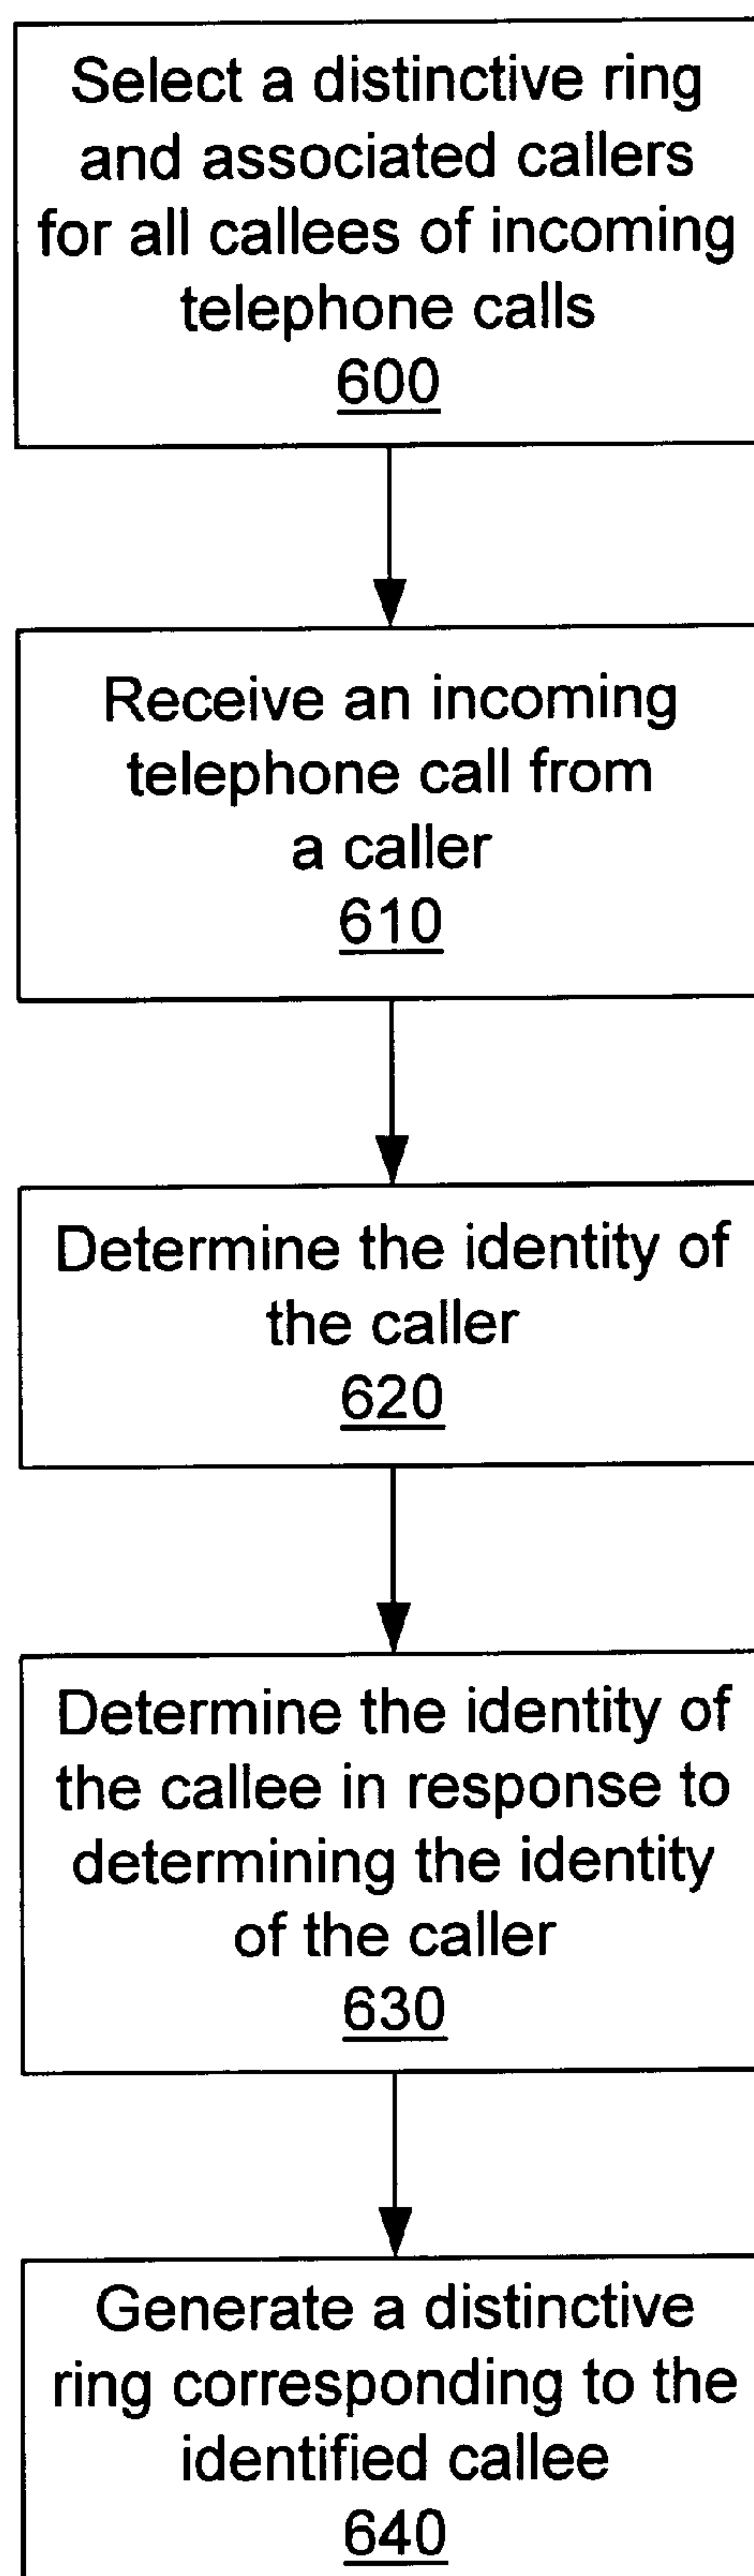 Select a distinctive ring
and associated callers
for all callees of incoming
telephone calls
600
Receive an incoming
telephone call from
a caller
610
Determine the identity of
the caller
620
Determine the identity of
the callee in response to
determining the identity
of the caller
630
Generate a distinctive
ring corresponding to the
identified callee
640